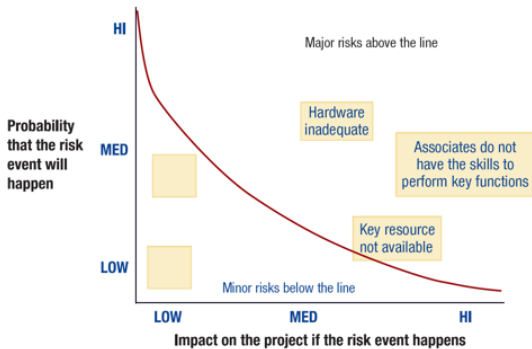 HI
Major risks above the line
Hardware
inadequate
Probability
that the risk
event will
happen
MED
Associates do not
have the skills to
perform key functions
Key resource
not available
LOW
Minor risks below the line
LOW
MED
HI
Impact on the project if the risk event happens